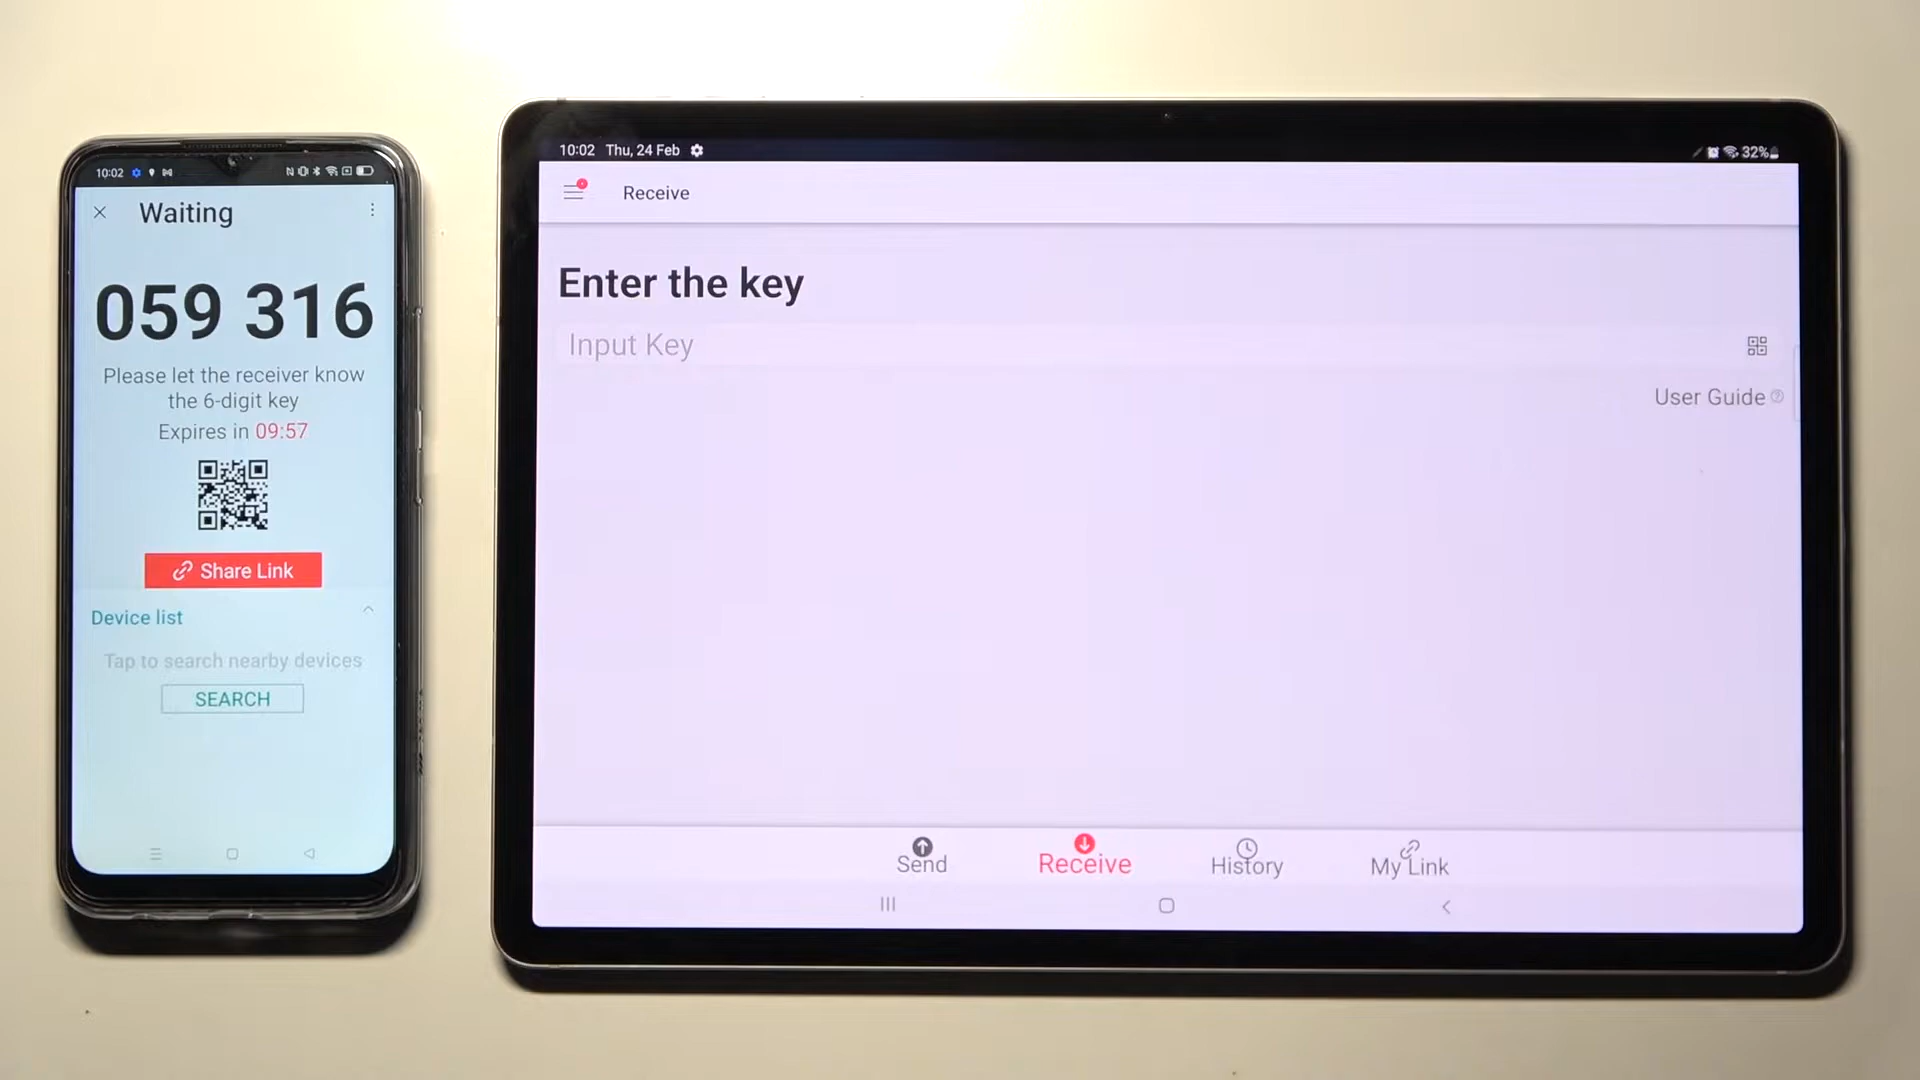 10:02
Waiting
059 316
Please let the receiver know
the 6-digit key
Expires in 09:57
Share Link
Device list
Tap to search nearby devices
SEARCH
10:02 Thu, 24 Feb
32%
Receive
Enter the key
Input Key
User Guide
Send
Receive
History
My Link